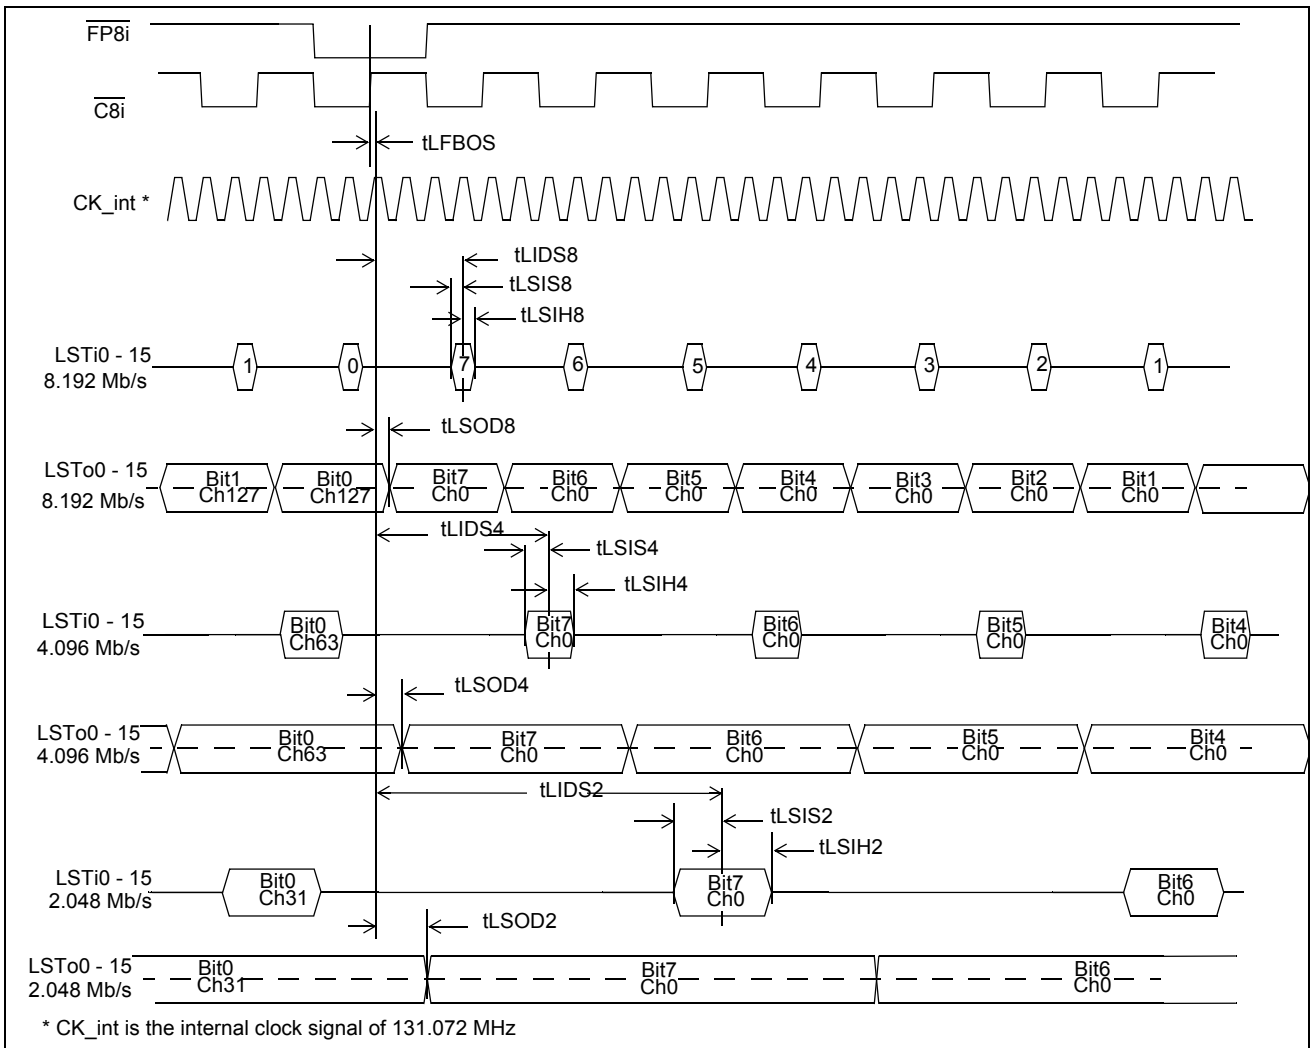 FP8i
C8i
tLFBOS
CK_int *
tLIDS8
tLSIS8
tLSIH8
LSTi0 - 15
8.192 Mb/s
1 0 7 6 5 4 3 2 1
tLSOD8
LSTo0 - 15
8.192 Mb/s
Bit1 Bit0 Bit7 Bit6 Bit5 Bit4 Bit3 Bit2 Bit1
Ch127 Ch127 Ch0 Ch0 Ch0 Ch0 Ch0 Ch0 Ch0
tLIDS4
tLSIS4
tLSIH4
LSTi0 - 15
4.096 Mb/s
Bit0 Bit7 Bit6 Bit5 Bit4
Ch63 Ch0 Ch0 Ch0 Ch0
tLSOD4
LSTo0 - 15
4.096 Mb/s
Bit0 Bit7 Bit6 Bit5 Bit4
Ch63 Ch0 Ch0 Ch0 Ch0
tLIDS2
tLSIS2
tLSIH2
LSTi0 - 15
2.048 Mb/s
Bit0 Bit7 Bit6
Ch31 Ch0 Ch0
tLSOD2
LSTo0 - 15
2.048 Mb/s
Bit0 Bit7 Bit6
Ch31 Ch0 Ch0
* CK_int is the internal clock signal of 131.072 MHz